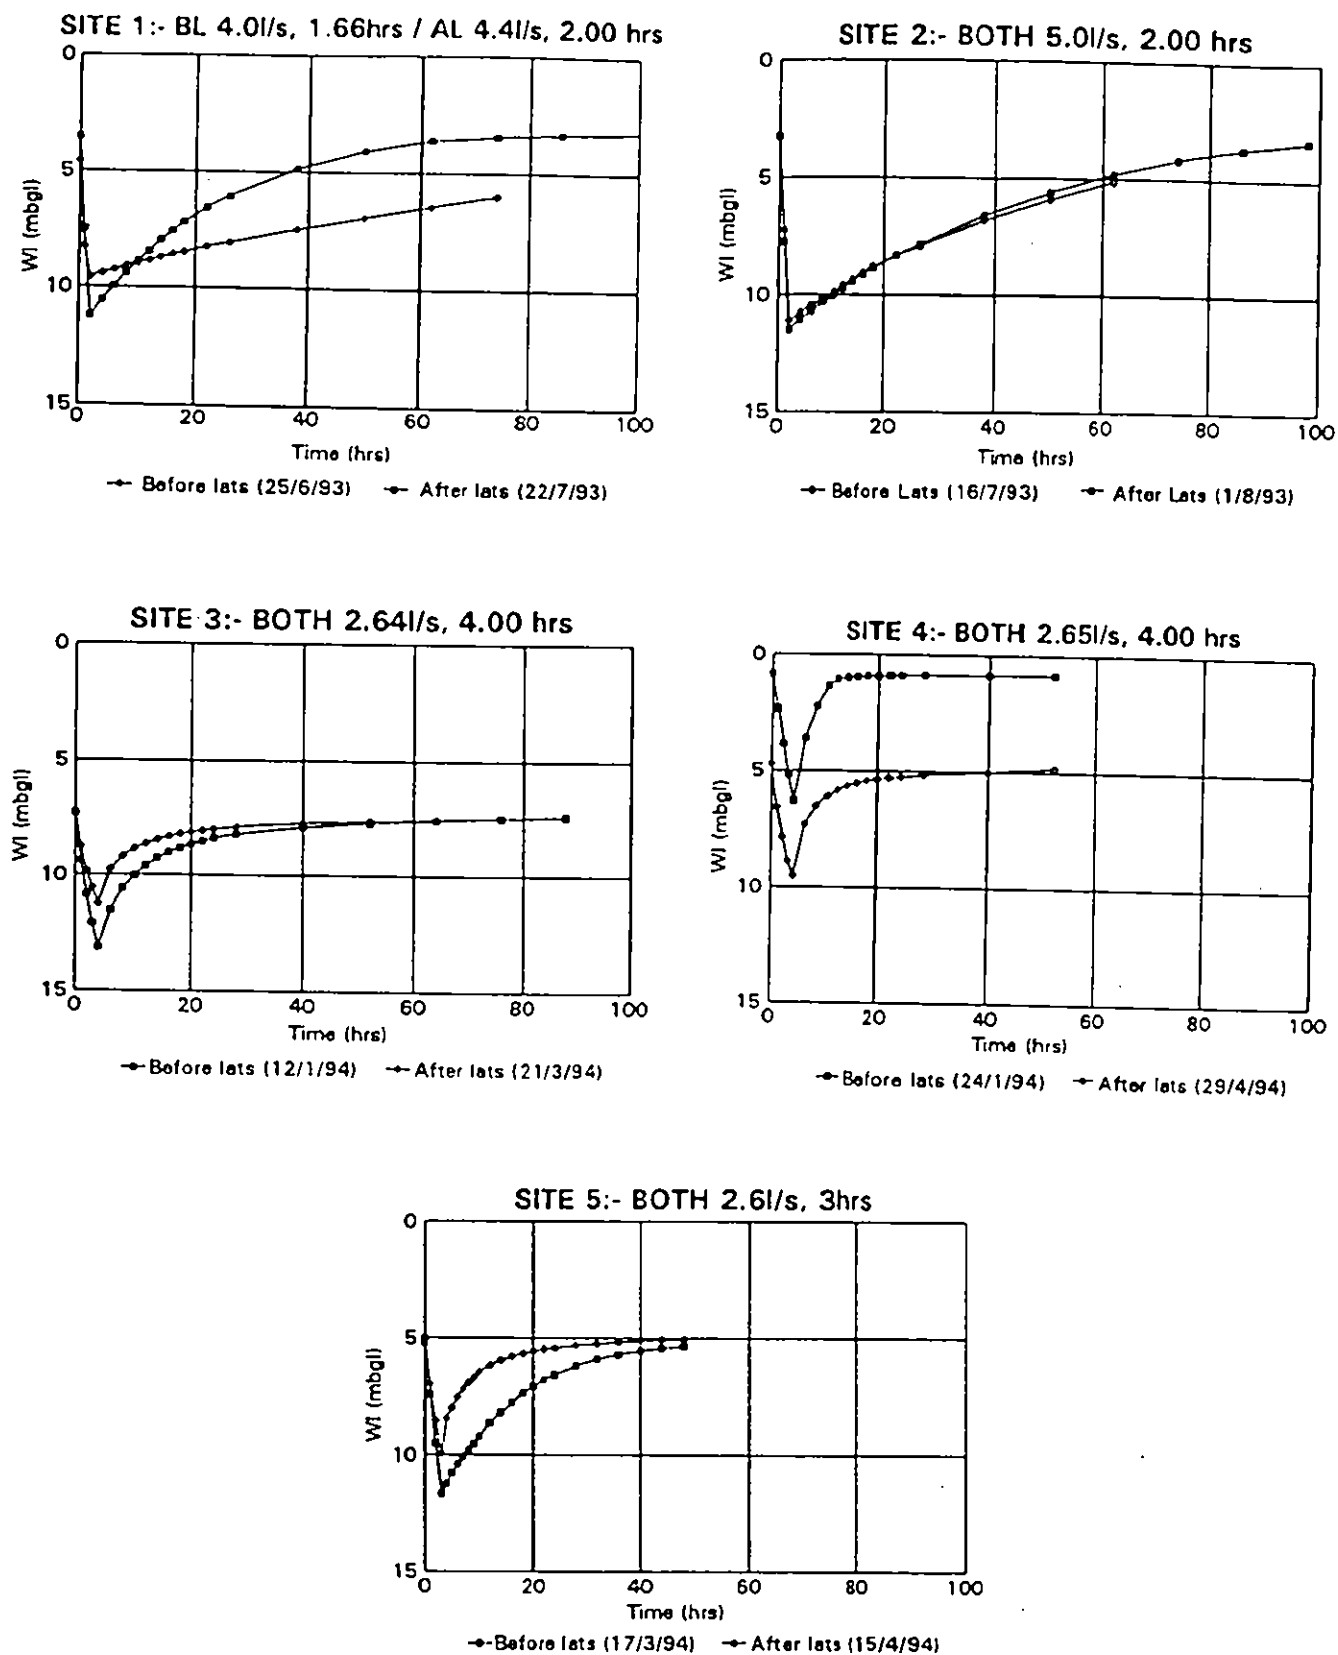 SITE 1:- BL 4.0l/s, 1.66hrs / AL 4.4l/s, 2.00 hrs
0
5
10
15
Wl (mbgl)
0 20 40 60 80 100
Time (hrs)
Before lats (25/6/93) After lats (22/7/93)
SITE 2:- BOTH 5.0l/s, 2.00 hrs
0
5
10
15
Wl (mbgl)
0 20 40 60 80 100
Time (hrs)
Before Lats (16/7/93) After Lats (1/8/93)
SITE 3:- BOTH 2.64l/s, 4.00 hrs
0
5
10
15
Wl (mbgl)
0 20 40 60 80 100
Time (hrs)
Before lats (12/1/94) After lats (21/3/94)
SITE 4:- BOTH 2.65l/s, 4.00 hrs
0
5
10
15
Wl (mbgl)
0 20 40 60 80 100
Time (hrs)
Before lats (24/1/94) After lats (29/4/94)
SITE 5:- BOTH 2.6l/s, 3hrs
0
5
10
15
Wl (mbgl)
0 20 40 60 80 100
Time (hrs)
Before lats (17/3/94) After lats (15/4/94)